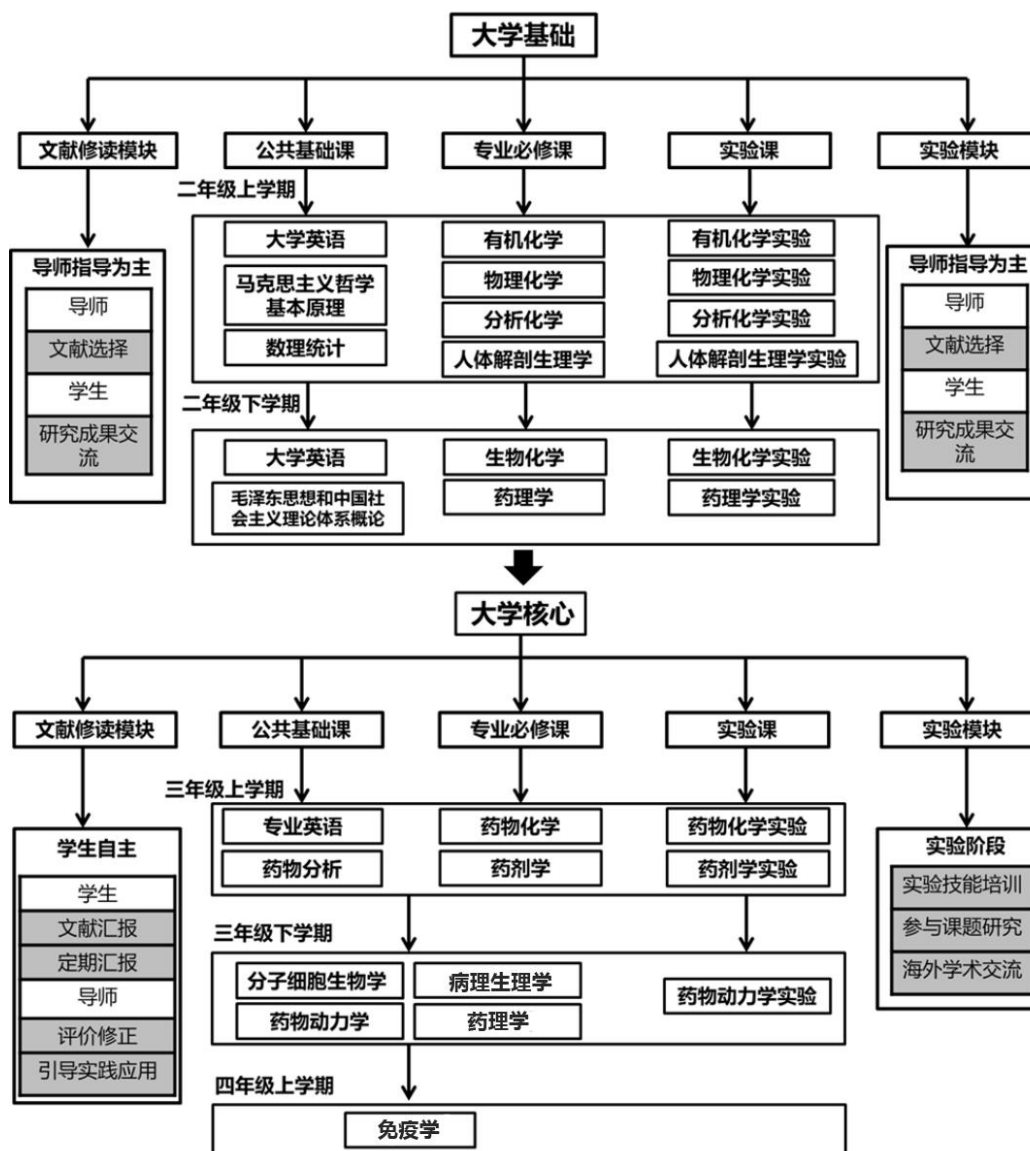 大学基础
文献修读模块
公共基础课
专业必修课
实验课
实验模块
二年级上学期
导师指导为主
导师
文献选择
学生
研究成果交
流
大学英语
马克思主义哲学
基本原理
数理统计
有机化学
物理化学
分析化学
人体解剖生理学
有机化学实验
物理化学实验
分析化学实验
人体解剖生理学实验
导师指导为主
导师
文献选择
学生
研究成果交
流
二年级下学期
大学英语
毛泽东思想和中国社
会主义理论体系概论
生物化学
药理学
生物化学实验
药理学实验
大学核心
文献修读模块
公共基础课
专业必修课
实验课
实验模块
三年级上学期
学生自主
学生
文献汇报
定期汇报
导师
评价修正
引导实践应用
专业英语
药物分析
药物化学
药剂学
药物化学实验
药剂学实验
实验阶段
实验技能培训
参与课题研究
海外学术交流
三年级下学期
分子细胞生物学
药物动力学
病理生理学
药理学
药物动力学实验
四年级上学期
免疫学